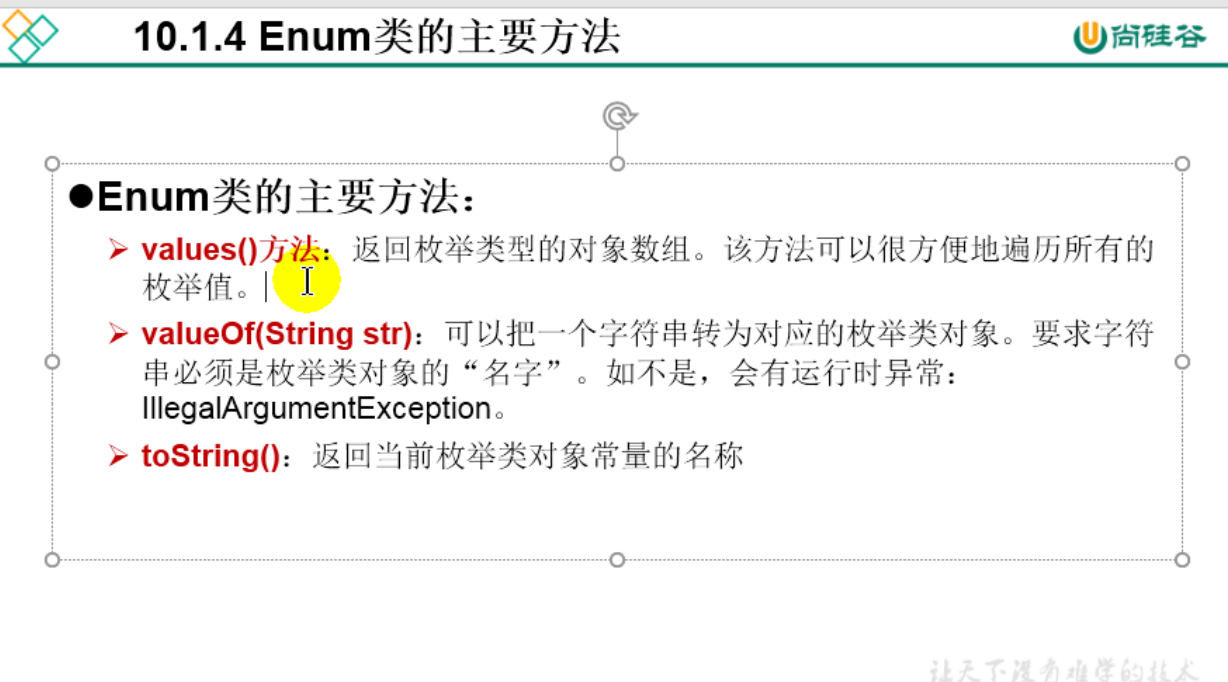 10.1.4 Enum类的主要方法
尚硅谷
●Enum类的主要方法：
➢ values()方法：返回枚举类型的对象数组。该方法可以很方便地遍历所有的
枚举值。
➢ valueOf(String str)：可以把一个字符串转为对应的枚举类对象。要求字符
串必须是枚举类对象的“名字”。如不是，会有运行时异常：
IllegalArgumentException。
➢ toString()：返回当前枚举类对象常量的名称
让天下没有难学的技术